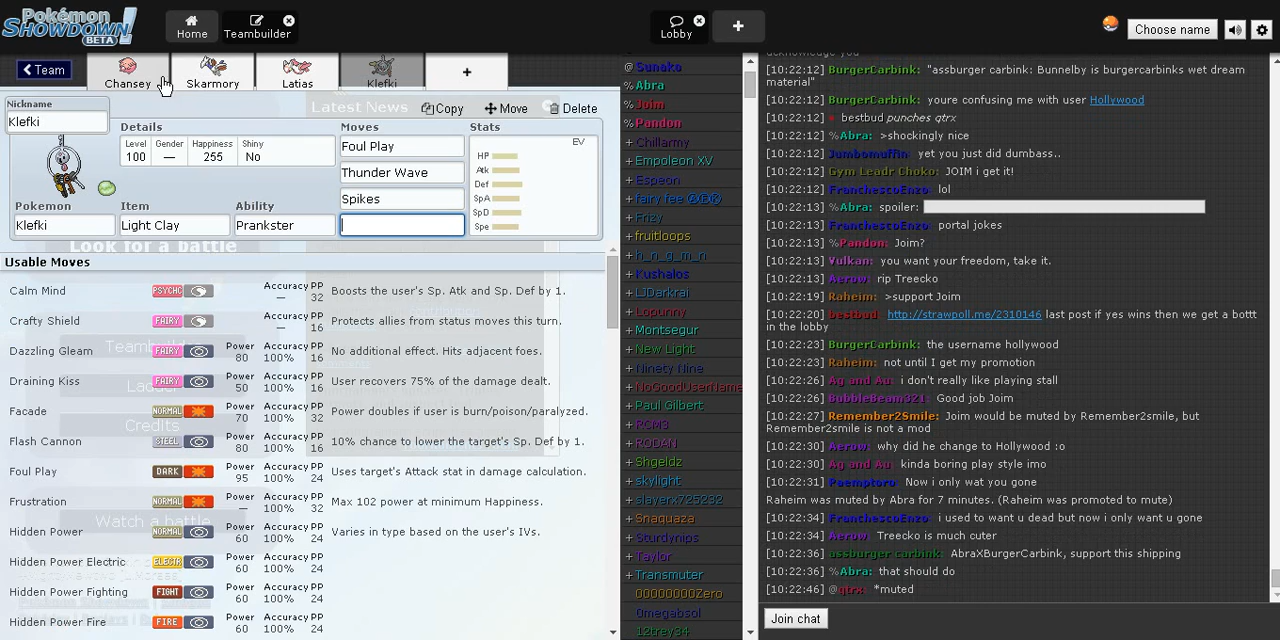 Pokémon
SHOWDOWN!
BETA
Home
Teambuilder
Lobby
+
Choose name
Team
Chansey
Skarmory
Latias
Klefki
+
Nickname
Klefki
Latest News
Copy
Move
Delete
Details
Level
100
Gender
—
Happiness
255
Shiny
No
Moves
Foul Play
Thunder Wave
Spikes
Stats
EV
HP
Atk
Def
SpA
SpD
Spe
Pokemon
Klefki
Item
Light Clay
Ability
Prankster
Look for a battle
Usable Moves
Calm Mind PSYCHC Accuracy — PP 32 Boosts the user's Sp. Atk and Sp. Def by 1.
Crafty Shield FAIRY Accuracy — PP 16 Protects allies from status moves this turn.
Teambuilder
Dazzling Gleam FAIRY Power 80 Accuracy 100% PP 16 No additional effect. Hits adjacent foes.
Draining Kiss FAIRY Power 50 Accuracy 100% PP 16 User recovers 75% of the damage dealt.
Ladder
Facade NORMAL Power 70 Accuracy 100% PP 32 Power doubles if user is burn/poison/paralyzed.
Credits
Flash Cannon STEEL Power 80 Accuracy 100% PP 16 10% chance to lower the target's Sp. Def by 1.
Foul Play DARK Power 95 Accuracy 100% PP 24 Uses target's Attack stat in damage calculation.
Frustration NORMAL Power — Accuracy 100% PP 32 Max 102 power at minimum Happiness.
Watch a battle
Hidden Power NORMAL Power 60 Accuracy 100% PP 24 Varies in type based on the user's IVs.
Hidden Power Electric ELECTR Power 60 Accuracy 100% PP 24
Hidden Power Fighting FIGHT Power 60 Accuracy 100% PP 24
Hidden Power Fire FIRE Power 60 Accuracy 100% PP 24
@ Sunako
% Abra
% Joim
% Pandon
+ Chillarmy
+ Empoleon XV
+ Espeon
+ Frizy
+ fruitloops
+ h_n_g_m_n
+ Kushalos
+ LJDarkrai
+ Lopunny
+ Montsegur
+ New Light
+ Ninety Nine
+ NoGoodUserName
+ Paul Gilbert
+ RCM3
+ RODAN
+ Shgeldz
+ skylight
+ slayerx725232
+ Snaquaza
+ Sturdynips
+ Taylor
+ Transmuter
00000000Zero
0megabsol
12trey34
acknowledge you
[10:22:12] BurgerCarbink: "assburger carbink: Bunnelby is burgercarbinks wet dream
material"
[10:22:12] BurgerCarbink: youre confusing me with user Hollywood
[10:22:12] • bestbud punches qtrx
[10:22:12] %Abra: >shockingly nice
[10:22:12] Jumbomuffin: yet you just did dumbass..
[10:22:12] Gym Leadr Choko: JOIM i get it!
[10:22:12] FranchescoEnzo: lol
[10:22:13] %Abra: spoiler:
[10:22:13] FranchescoEnzo: portal jokes
[10:22:13] %Pandon: Joim?
[10:22:13] Vulkan: you want your freedom, take it.
[10:22:13] Aerow: rip Treecko
[10:22:19] Raheim: >support Joim
[10:22:20] bestbud: http://strawpoll.me/2310146 last post if yes wins then we get a bottt
in the lobby
[10:22:23] BurgerCarbink: the username hollywood
[10:22:23] Raheim: not until I get my promotion
[10:22:26] Ag and Au: i don't really like playing stall
[10:22:26] BubbleBeam321: Good job Joim
[10:22:27] Remember2Smile: Joim would be muted by Remember2smile, but
Remember2smile is not a mod
[10:22:30] Aerow: why did he change to Hollywood :o
[10:22:30] Ag and Au: kinda boring play style imo
[10:22:31] Paemptoro: Now i only wat you gone
Raheim was muted by Abra for 7 minutes. (Raheim was promoted to mute)
[10:22:34] FranchescoEnzo: i used to want u dead but now i only want u gone
[10:22:34] Aerow: Treecko is much cuter
[10:22:36] assburger carbink: AbraXBurgerCarbink, support this shipping
[10:22:36] %Abra: that should do
[10:22:46] @qtrx: *muted
Join chat